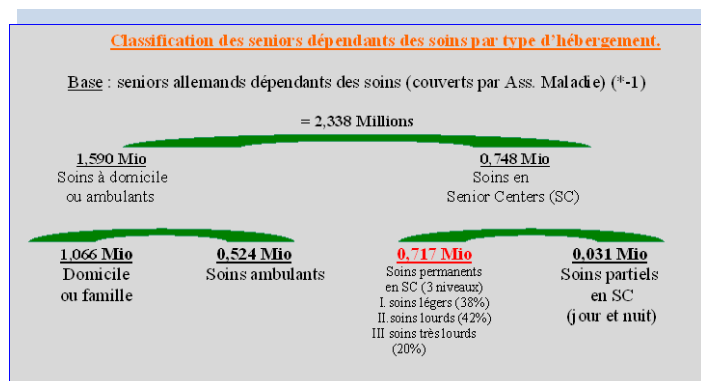 Classification des seniors dépendants des soins par type d'hébergement.
Base : seniors allemands dépendants des soins (couverts par Ass. Maladie) (*-1)
= 2,338 Millions
1,590 Mio
Soins à domicile
ou ambulants
0,748 Mio
Soins en
Senior Centers (SC)
1,066 Mio
Domicile
ou famille
0,524 Mio
Soins ambulants
0,717 Mio
Soins permanents
en SC (3 niveaux)
I. soins légers (38%)
II. soins lourds (42%)
III soins très lourds
(20%)
0,031 Mio
Soins partiels
en SC
(jour et nuit)